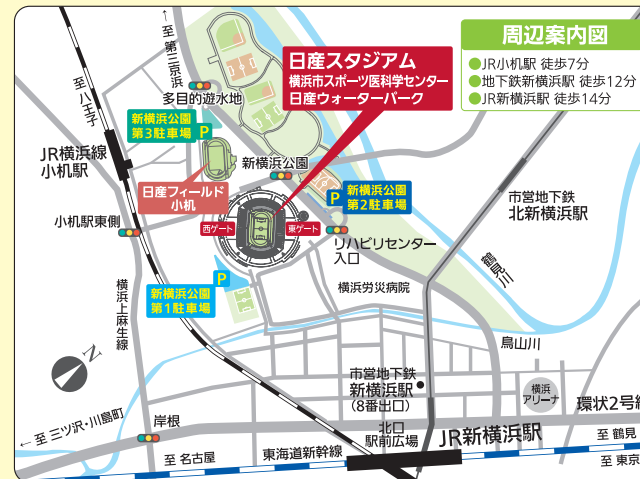 周辺案内図
●JR小机駅 徒歩7分
●地下鉄新横浜駅 徒歩12分
●JR新横浜駅 徒歩14分
日産スタジアム
横浜市スポーツ医科学センター
日産ウォーターパーク
← 至 第三京浜
多目的遊水地
至 八王子
新横浜公園
第3駐車場
P
JR横浜線
小机駅
新横浜公園
日産フィールド
小机
P
新横浜公園
第2駐車場
市営地下鉄
北新横浜駅
小机駅東側
西ゲート
東ゲート
リハビリセンター
入口
鶴見川
P
新横浜公園
第1駐車場
横浜労災病院
横浜上麻生線
鳥山川
N
市営地下鉄
新横浜駅
(8番出口)
横浜
アリーナ
環状2号線
← 至 三ツ沢・川島町
岸根
北口
駅前広場
JR新横浜駅
至 鶴見
← 至 名古屋
東海道新幹線
至 東京